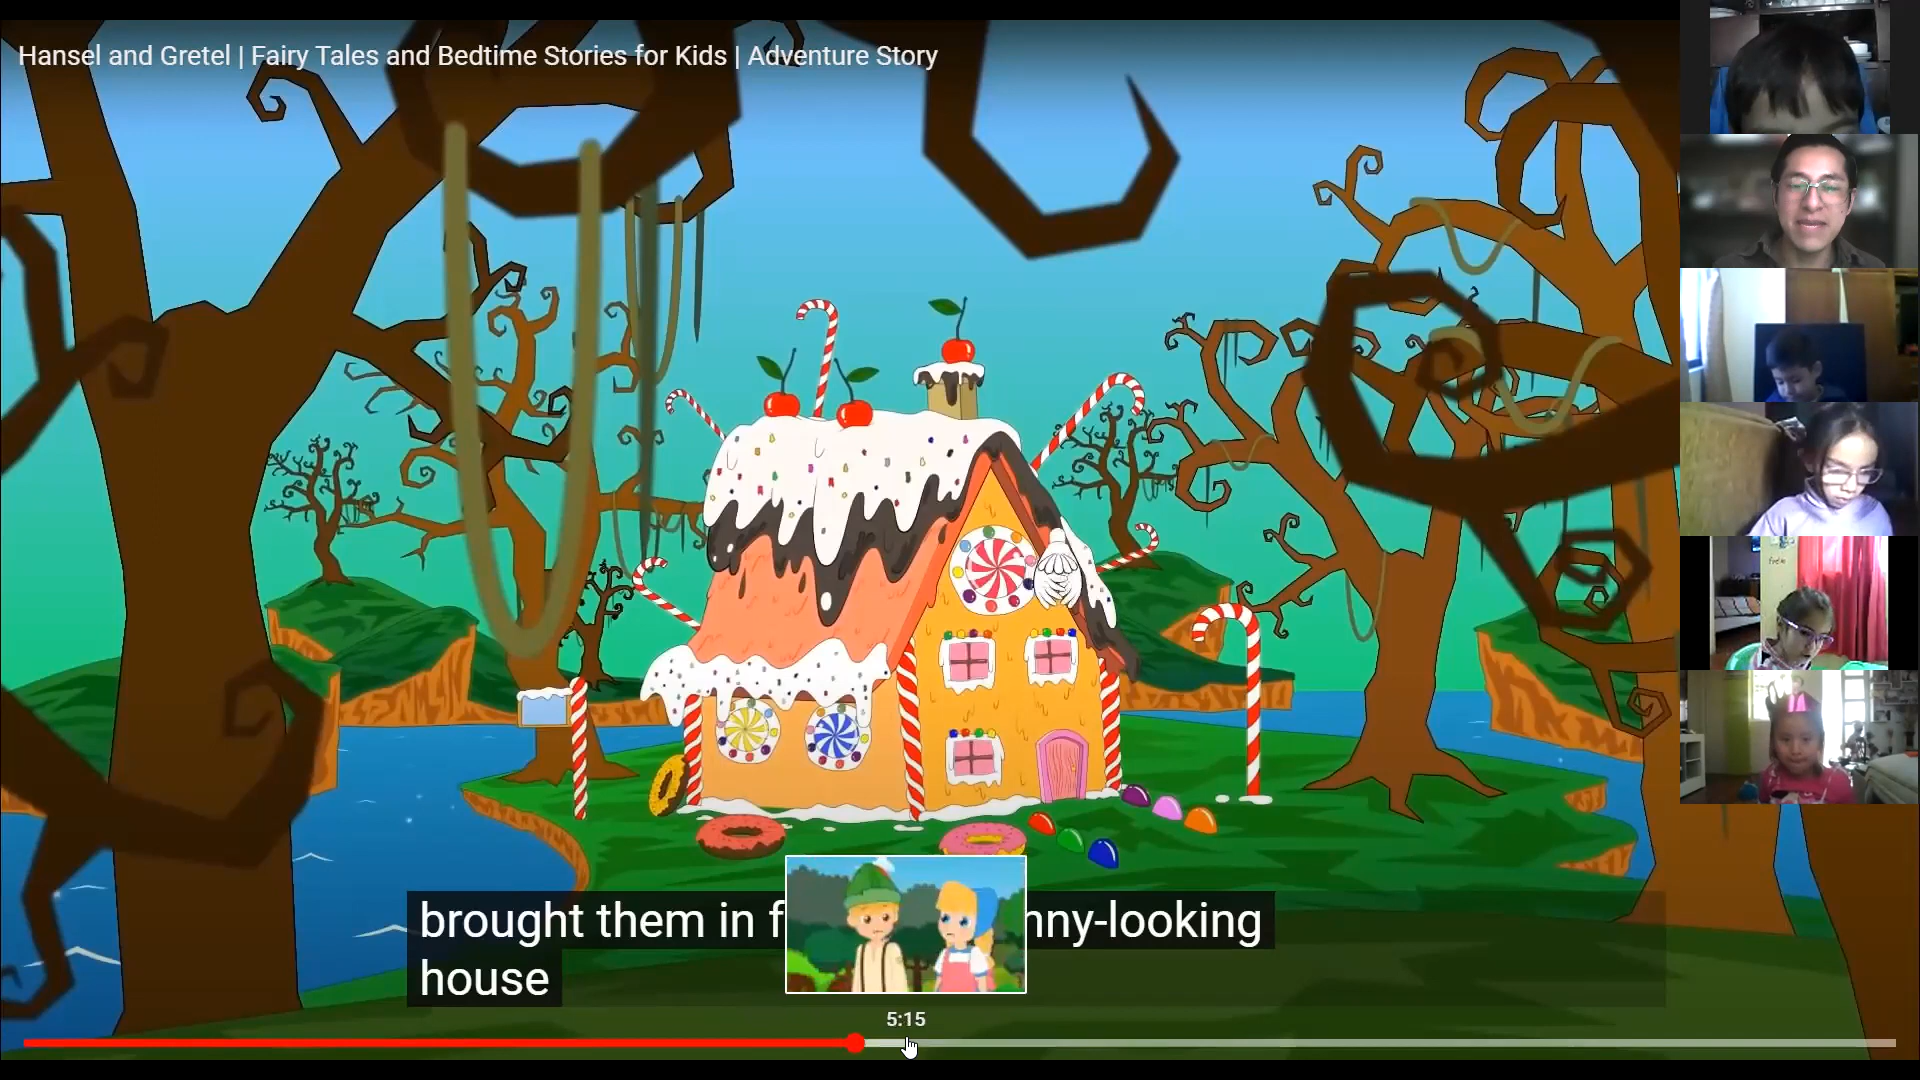 Hansel and Gretel | Fairy Tales and Bedtime Stories for Kids | Adventure Story
brought them in nny-looking
house
5:15